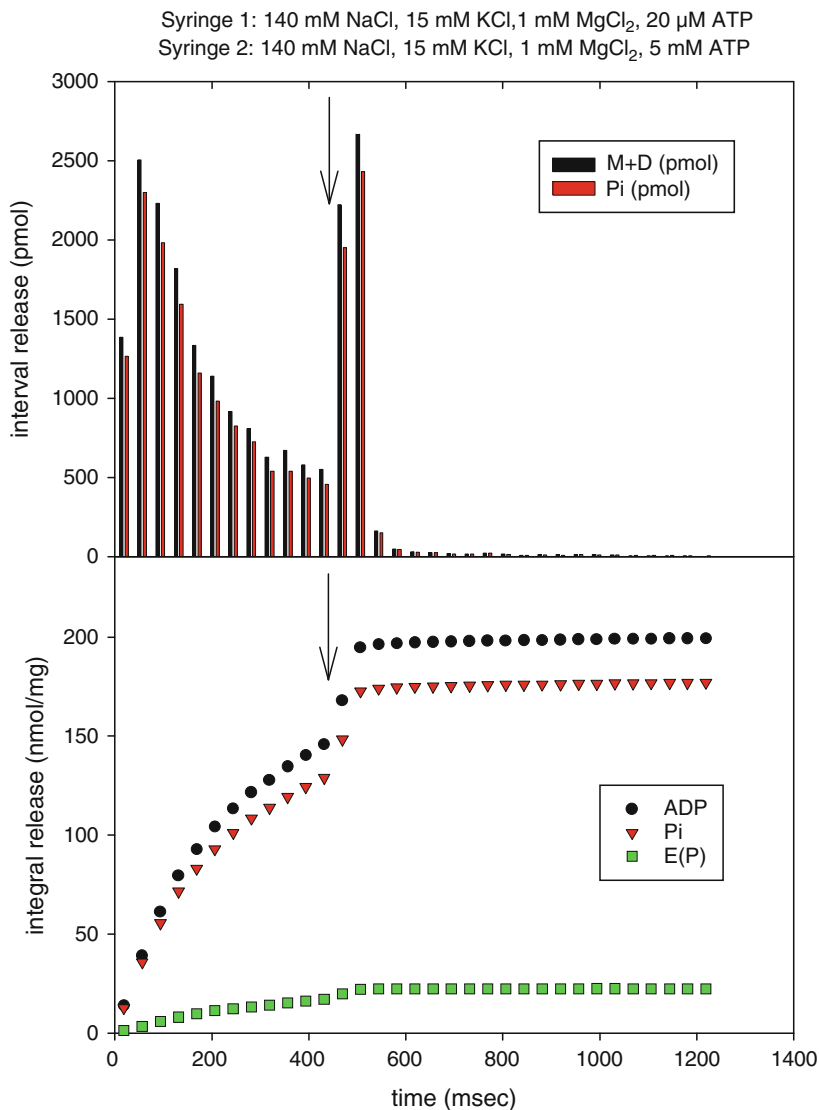 Syringe 1: 140 mM NaCl, 15 mM KCl,1 mM MgCl₂, 20 µM ATP
Syringe 2: 140 mM NaCl, 15 mM KCl, 1 mM MgCl₂, 5 mM ATP
3000
2500
2000
1500
1000
500
0
interval release (pmol)
M+D (pmol)
Pi (pmol)
200
150
100
50
0
integral release (nmol/mg)
ADP
Pi
E(P)
0 200 400 600 800 1000 1200 1400
time (msec)